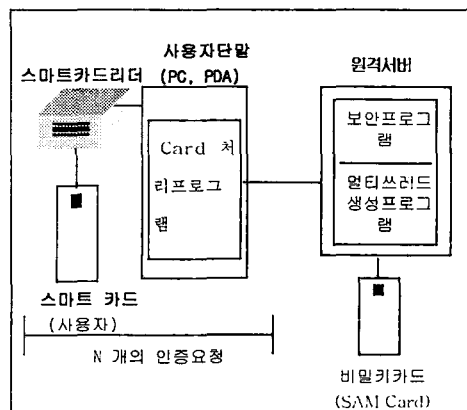 스마트카드리더
사용자단말
(PC, PDA)
원격서버
Card 처
리프로그
램
보안프로그
램
멀티쓰레드
생성프로그
램
스마트 카드
(사용자)
N 개의 인증요청
비밀키카드
(SAM Card)